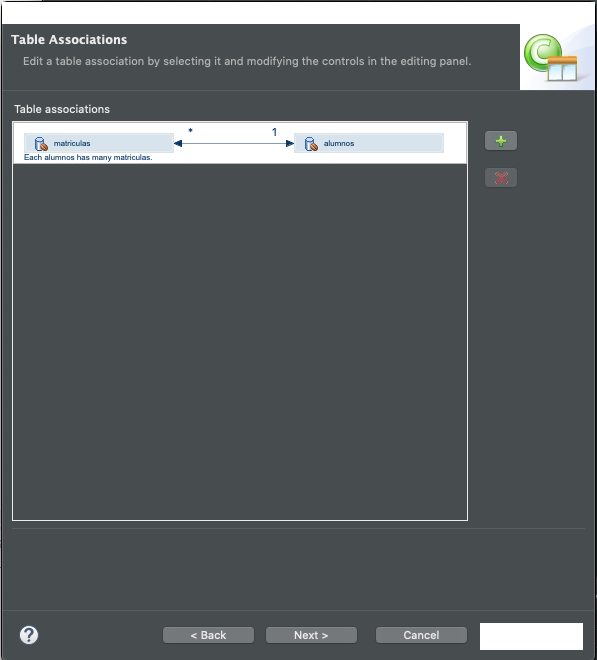 Table Associations
Edit a table association by selecting it and modifying the controls in the editing panel.
Table associations
matriculas
*
1
alumnos
Each alumnos has many matriculas.
?
< Back
Next >
Cancel